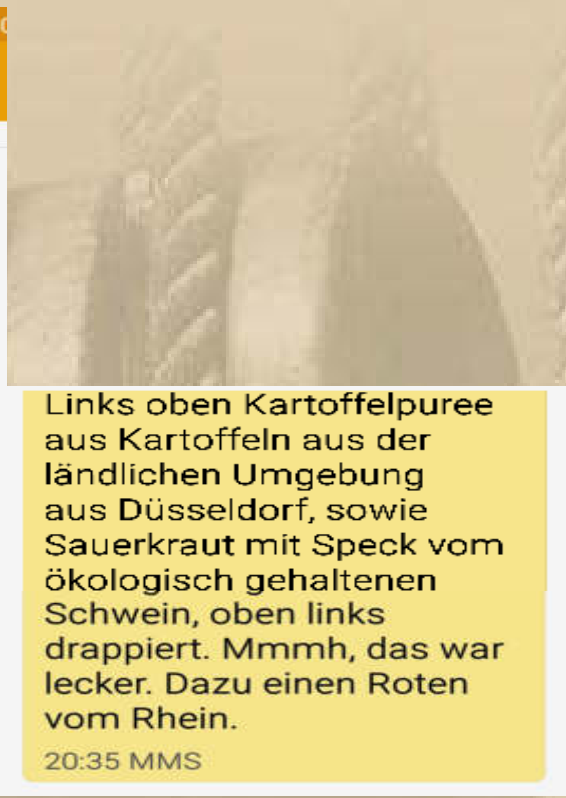 Links oben Kartoffelpuree
aus Kartoffeln aus der
ländlichen Umgebung
aus Düsseldorf, sowie
Sauerkraut mit Speck vom
ökologisch gehaltenen
Schwein, oben links
drappiert. Mmmh, das war
lecker. Dazu einen Roten
vom Rhein.
20:35 MMS